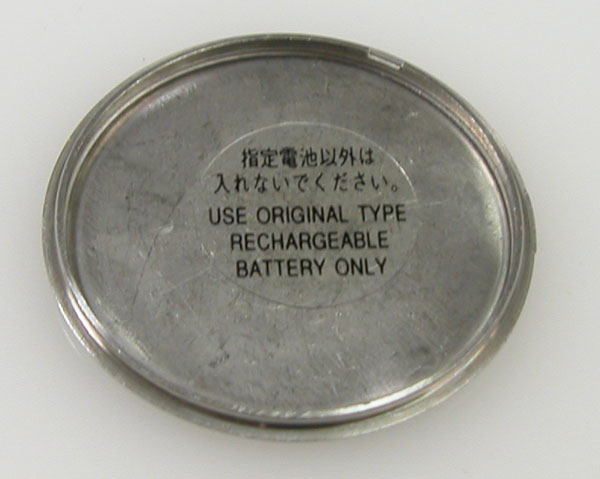 指定電池以外は
入れないでください。
USE ORIGINAL TYPE
RECHARGEABLE
BATTERY ONLY